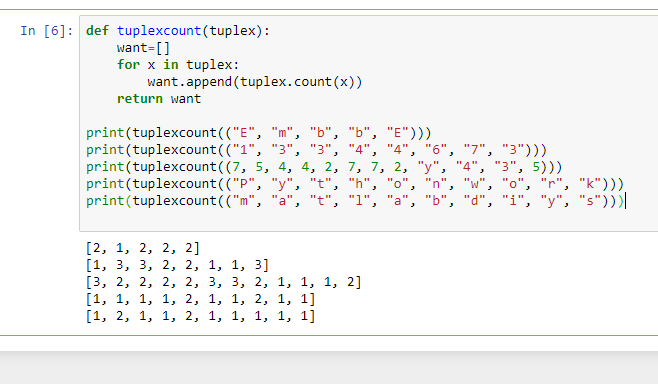 In [6]: def tuplexcount(tuplex):
    want=[]
    for x in tuplex:
        want.append(tuplex.count(x))
    return want
print(tuplexcount(("E", "m", "b", "b", "E")))
print(tuplexcount(("1", "3", "3", "4", "4", "6", "7", "3")))
print(tuplexcount((7, 5, 4, 4, 2, 7, 7, 2, "y", "4", "3", 5)))
print(tuplexcount(("P", "y", "t", "h", "o", "n", "w", "o", "r", "k")))
print(tuplexcount(("m", "a", "t", "l", "a", "b", "d", "i", "y", "s")))
[2, 1, 2, 2, 2]
[1, 3, 3, 2, 2, 1, 1, 3]
[3, 2, 2, 2, 2, 3, 3, 2, 1, 1, 1, 2]
[1, 1, 1, 1, 2, 1, 1, 2, 1, 1]
[1, 2, 1, 1, 2, 1, 1, 1, 1, 1]